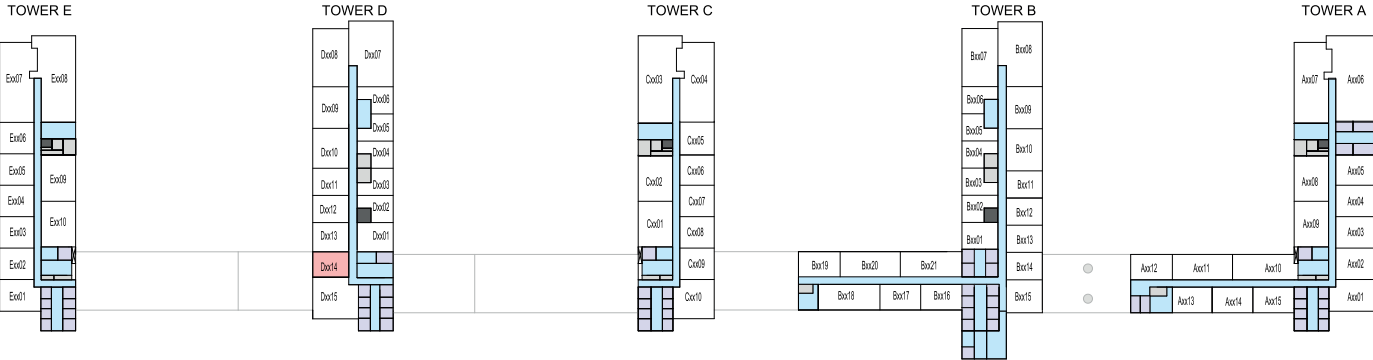 TOWER E
TOWER D
TOWER C
TOWER B
TOWER A
Exx07
Exx08
Exx06
Exx05
Exx09
Exx04
Exx10
Exx03
Exx02
Exx01
Dxx08
Dxx07
Dxx09
Dxx06
Dxx05
Dxx10
Dxx04
Dxx11
Dxx03
Dxx12
Dxx02
Dxx13
Dxx01
Dxx14
Dxx15
Cxx03
Cxx04
Cxx05
Cxx02
Cxx06
Cxx07
Cxx01
Cxx08
Cxx09
Cxx10
Bxx07
Bxx08
Bxx06
Bxx09
Bxx05
Bxx10
Bxx04
Bxx03
Bxx11
Bxx02
Bxx12
Bxx01
Bxx13
Bxx19
Bxx20
Bxx21
Bxx14
Bxx18
Bxx17
Bxx16
Bxx15
Axx07
Axx06
Axx08
Axx05
Axx04
Axx09
Axx03
Axx12
Axx11
Axx10
Axx02
Axx13
Axx14
Axx15
Axx01